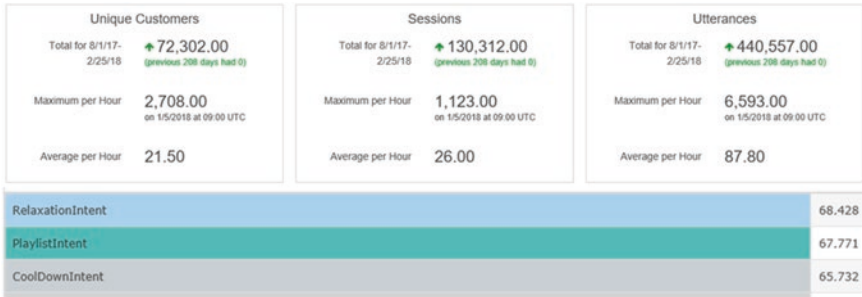 Unique Customers
Total for 8/1/17-
2/25/18
72,302.00
(previous 208 days had 0)
Maximum per Hour
2,708.00
on 1/5/2018 at 09:00 UTC
Average per Hour
21.50
Sessions
Total for 8/1/17-
2/25/18
130,312.00
(previous 208 days had 0)
Maximum per Hour
1,123.00
on 1/5/2018 at 09:00 UTC
Average per Hour
26.00
Utterances
Total for 8/1/17-
2/25/18
440,557.00
(previous 208 days had 0)
Maximum per Hour
6,593.00
on 1/5/2018 at 09:00 UTC
Average per Hour
87.80
RelaxationIntent 68.428
PlaylistIntent 67.771
CoolDownIntent 65.732